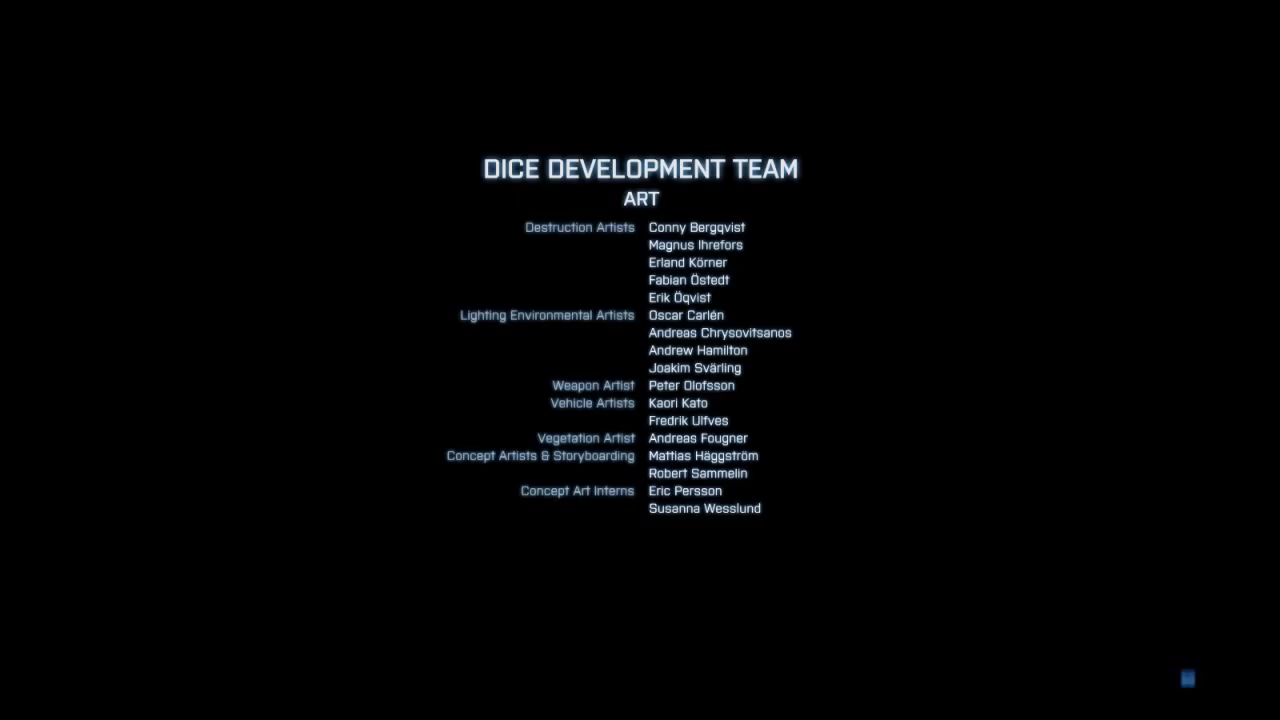 DICE DEVELOPMENT TEAM
ART
Destruction Artists Conny Bergqvist
Magnus Ihrefors
Erland Körner
Fabian Östedt
Erik Öqvist
Lighting Environmental Artists Oscar Carlén
Andreas Chrysovitsanos
Andrew Hamilton
Joakim Svärling
Weapon Artist Peter Olofsson
Vehicle Artists Kaori Kato
Fredrik Ulfves
Vegetation Artist Andreas Fougner
Concept Artists & Storyboarding Mattias Häggström
Robert Sammelin
Concept Art Interns Eric Persson
Susanna Wesslund